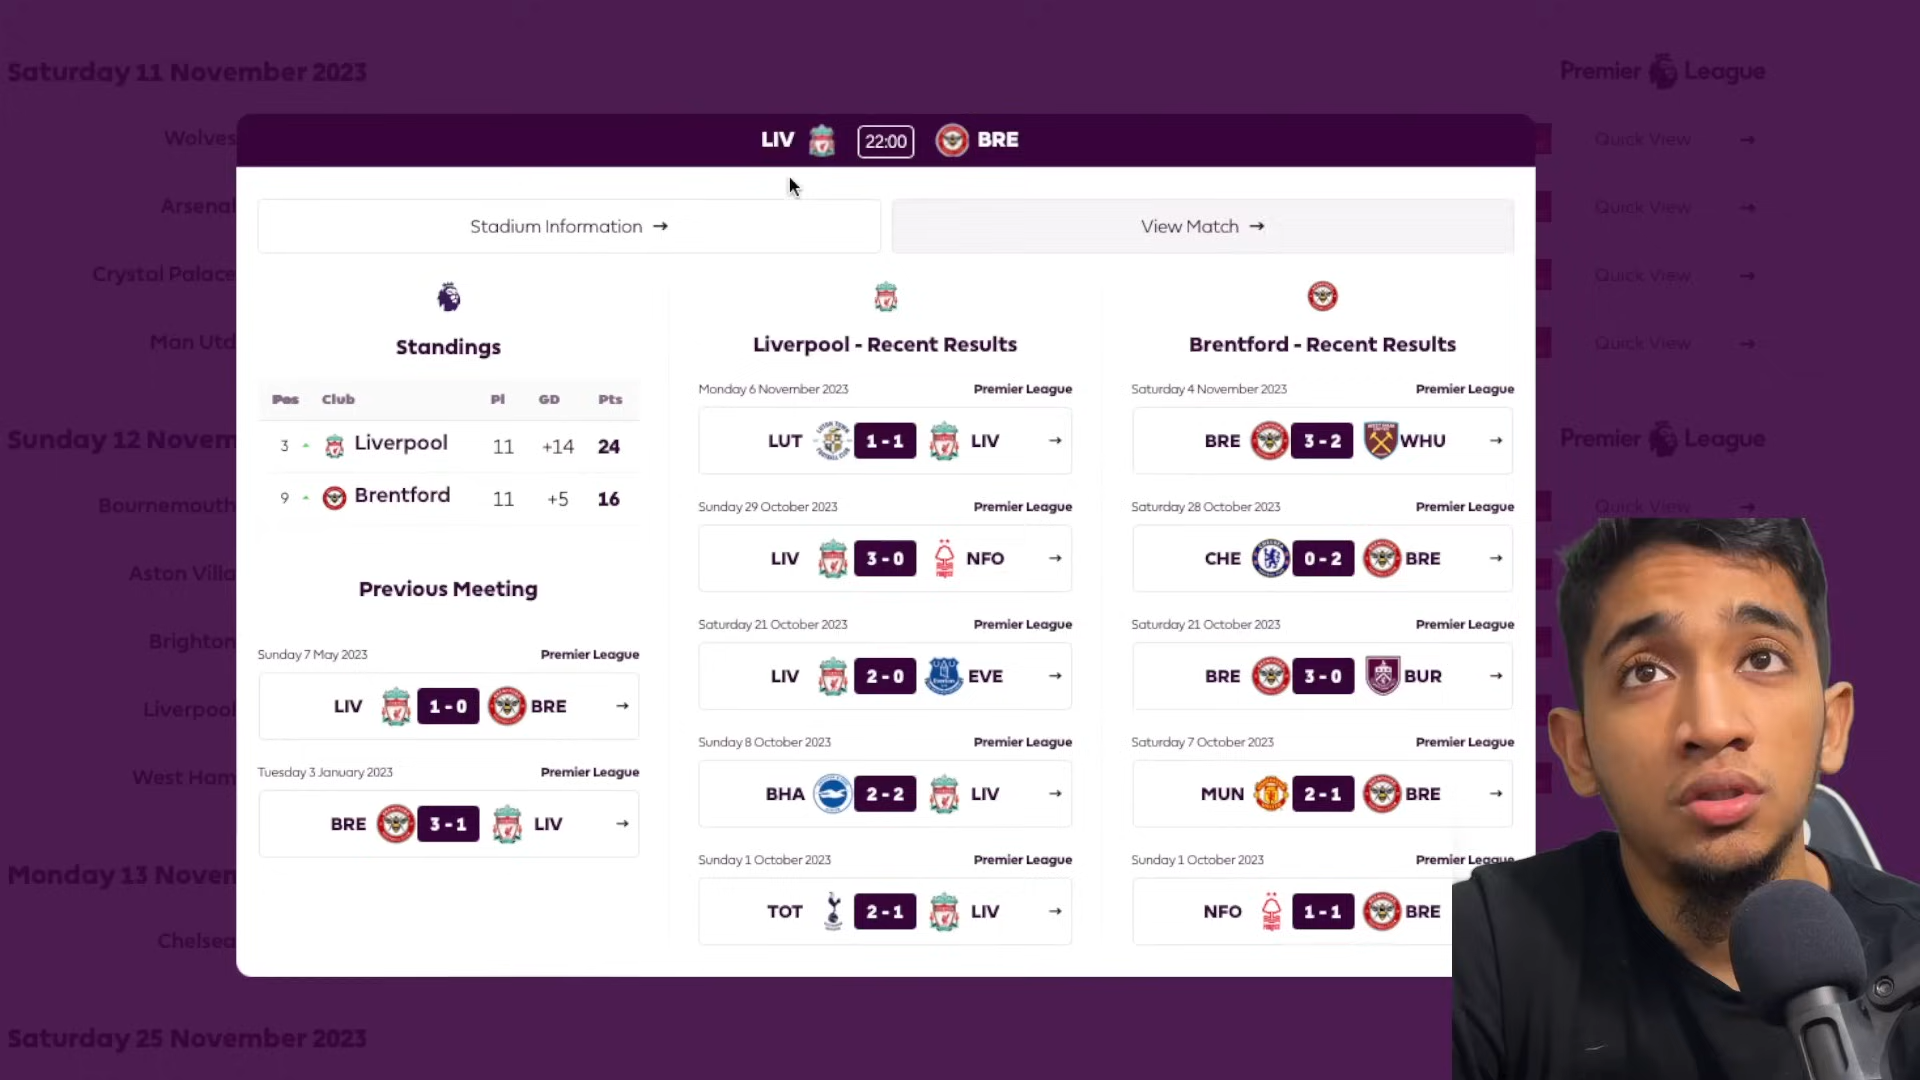 Saturday 11 November 2023
Premier League
Wolves
Quick View →
Arsenal
Quick View →
Crystal Palace
Quick View →
Man Utd
Quick View →
Sunday 12 Novem
Premier League
Bournemouth
Quick View →
Aston Villa
Brighton
Liverpool
West Ham
Monday 13 Noven
Chelsea
Saturday 25 November 2023
LIV 22:00 BRE
Stadium Information →
View Match →
Standings
Pos Club Pl GD Pts
3 Liverpool 11 +14 24
9 Brentford 11 +5 16
Previous Meeting
Sunday 7 May 2023 Premier League
LIV 1 - 0 BRE →
Tuesday 3 January 2023 Premier League
BRE 3 - 1 LIV →
Liverpool - Recent Results
Monday 6 November 2023 Premier League
LUT 1 - 1 LIV →
Sunday 29 October 2023 Premier League
LIV 3 - 0 NFO →
Saturday 21 October 2023 Premier League
LIV 2 - 0 EVE →
Sunday 8 October 2023 Premier League
BHA 2 - 2 LIV →
Sunday 1 October 2023 Premier League
TOT 2 - 1 LIV →
Brentford - Recent Results
Saturday 4 November 2023 Premier League
BRE 3 - 2 WHU →
Saturday 28 October 2023 Premier League
CHE 0 - 2 BRE →
Saturday 21 October 2023 Premier League
BRE 3 - 0 BUR →
Saturday 7 October 2023 Premier League
MUN 2 - 1 BRE →
Sunday 1 October 2023 Premier League
NFO 1 - 1 BRE